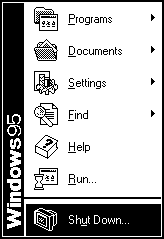 Programs
Documents
Settings
Find
Help
Run...
Shut Down...
Windows95